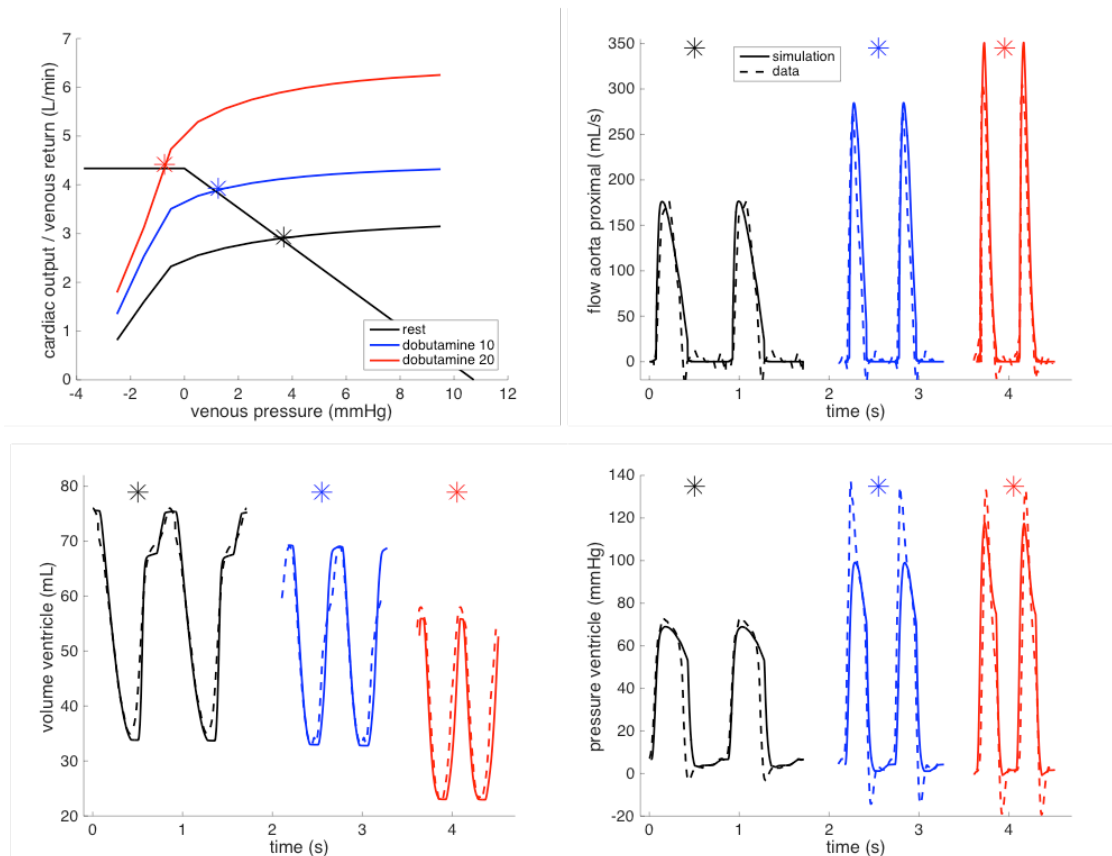 7
6
5
4
3
2
1
0
-4 -2 0 2 4 6 8 10 12
cardiac output / venous return (L/min)
venous pressure (mmHg)
rest
dobutamine 10
dobutamine 20
350
300
250
200
150
100
50
0
0 1 2 3 4
flow aorta proximal (mL/s)
time (s)
simulation
data
80
70
60
50
40
30
20
0 1 2 3 4
volume ventricle (mL)
time (s)
140
120
100
80
60
40
20
0
-20
0 1 2 3 4
pressure ventricle (mmHg)
time (s)